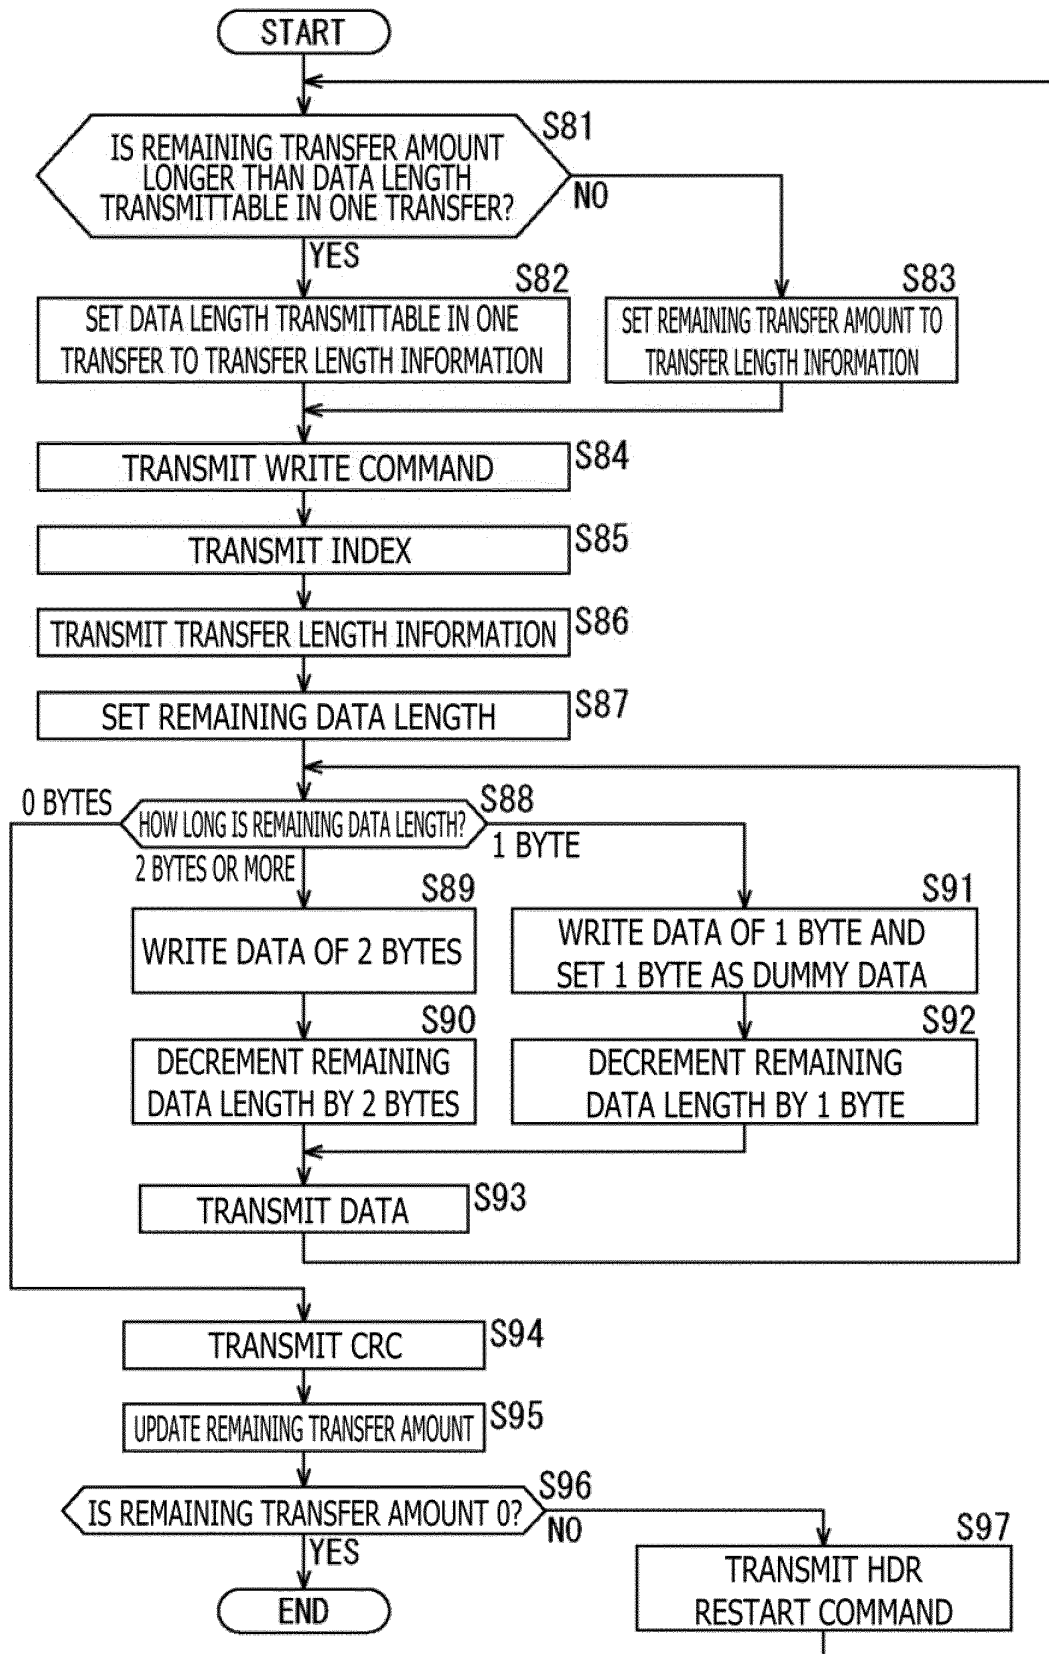 START
S81
IS REMAINING TRANSFER AMOUNT
LONGER THAN DATA LENGTH
TRANSMITTABLE IN ONE TRANSFER?
NO
YES
S82
SET DATA LENGTH TRANSMITTABLE IN ONE
TRANSFER TO TRANSFER LENGTH INFORMATION
S83
SET REMAINING TRANSFER AMOUNT TO
TRANSFER LENGTH INFORMATION
S84
TRANSMIT WRITE COMMAND
S85
TRANSMIT INDEX
S86
TRANSMIT TRANSFER LENGTH INFORMATION
S87
SET REMAINING DATA LENGTH
0 BYTES
S88
HOW LONG IS REMAINING DATA LENGTH?
1 BYTE
2 BYTES OR MORE
S89
WRITE DATA OF 2 BYTES
S91
WRITE DATA OF 1 BYTE AND
SET 1 BYTE AS DUMMY DATA
S90
DECREMENT REMAINING
DATA LENGTH BY 2 BYTES
S92
DECREMENT REMAINING
DATA LENGTH BY 1 BYTE
S93
TRANSMIT DATA
S94
TRANSMIT CRC
S95
UPDATE REMAINING TRANSFER AMOUNT
S96
IS REMAINING TRANSFER AMOUNT 0?
NO
YES
S97
TRANSMIT HDR
RESTART COMMAND
END